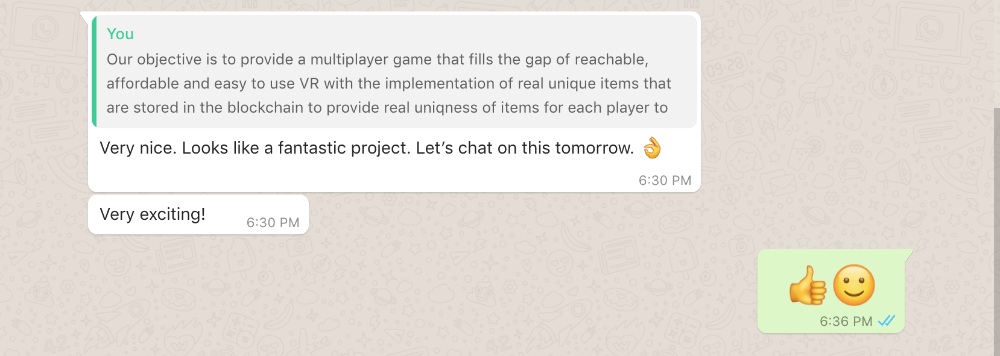 You
Our objective is to provide a multiplayer game that fills the gap of reachable,
affordable and easy to use VR with the implementation of real unique items that
are stored in the blockchain to provide real uniqness of items for each player to
Very nice. Looks like a fantastic project. Let’s chat on this tomorrow. 👌
6:30 PM
Very exciting!
6:30 PM
👍🙂
6:36 PM
09:28